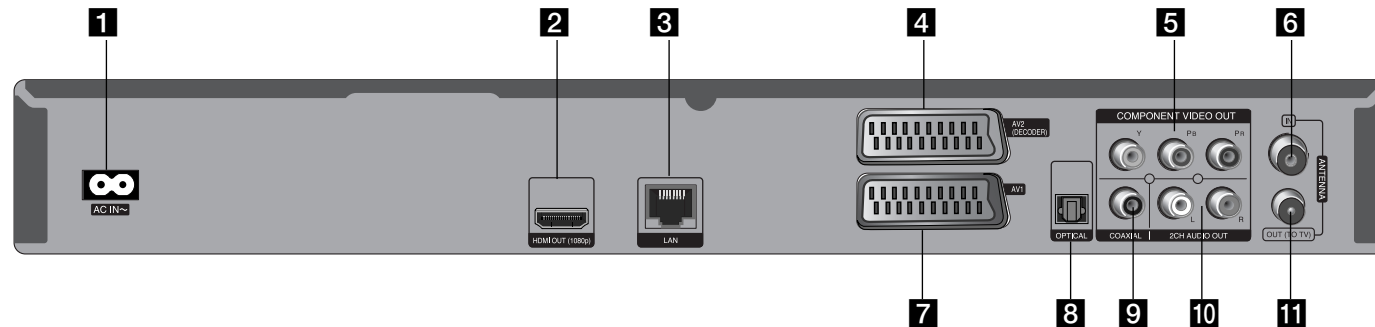 1 2 3 4 5 6
AV2
(DECODER)
COMPONENT VIDEO OUT
Y PB PR
IN
ANTENNA
AC IN~
HDMI OUT (1080p)
LAN
AV1
OPTICAL
L R
COAXIAL 2CH AUDIO OUT
OUT (TO TV)
7 8 9 10 11